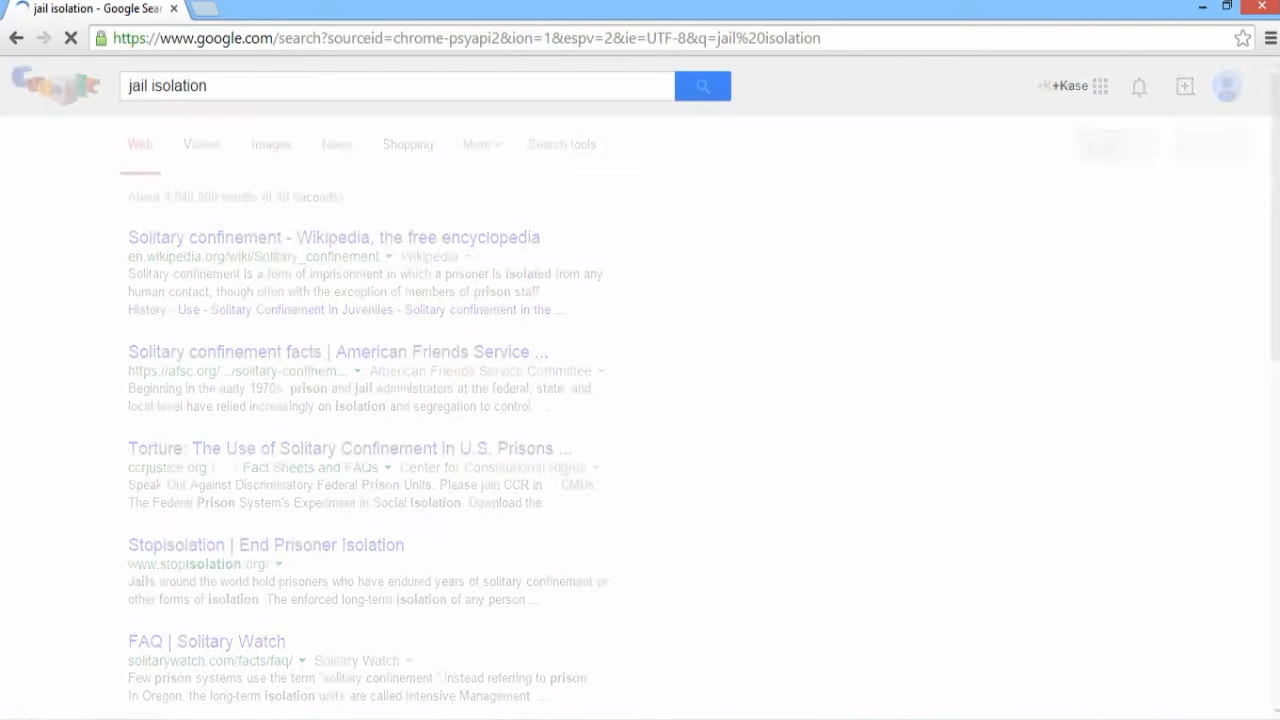 jail isolation - Google Sear
https://www.google.com/search?sourceid=chrome-psyapi2&ion=1&espv=2&ie=UTF-8&q=jail%20isolation
Google
jail isolation
+Kase
Web Videos Images News Shopping More Search tools
About results seconds)
Solitary confinement - Wikipedia, the free encyclopedia
en.wikipedia.org/wiki/Solitary_confinement Wikipedia
Solitary confinement is a form of imprisonment in which a prisoner is isolated from any
human contact, though often with the exception of members of prison staff
History - Use - Solitary Confinement in Juveniles - Solitary confinement in the ...
Solitary confinement facts | American Friends Service ...
https://afsc.org/.../solitary-confinem... American Friends Service Committee
Beginning in the early 1970s, prison and jail administrators at the federal, state, and
local level have relied increasingly on isolation and segregation to control ...
Torture: The Use of Solitary Confinement in U.S. Prisons ...
ccrjustice.org Fact Sheets and FAQs Center for Constitutional Rights
Speak Out Against Discriminatory Federal Prison Units. Please join CCR in CMUs:
The Federal Prison System's Experiment in Social Isolation. Download the
Stopisolation | End Prisoner isolation
www.stopisolation.org/
Jails around the world hold prisoners who have endured years of solitary confinement or
other forms of isolation. The enforced long-term isolation of any person ...
FAQ | Solitary Watch
solitarywatch.com/facts/faq/ Solitary Watch
Few prison systems use the term "solitary confinement," instead referring to prison
In Oregon, the long-term isolation units are called Intensive Management ...